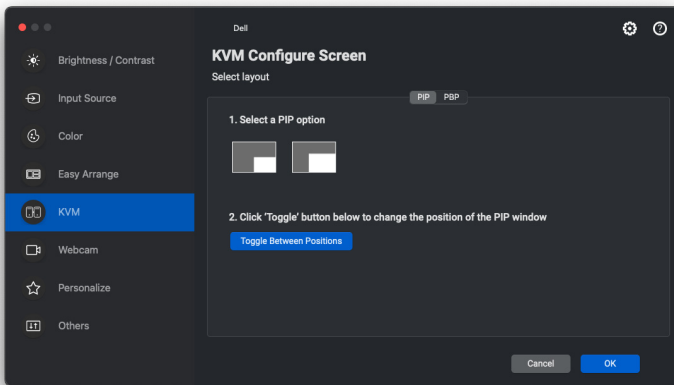 Dell
KVM Configure Screen
Select layout
Brightness / Contrast
Input Source
Color
Easy Arrange
KVM
Webcam
Personalize
Others
PIP PBP
1. Select a PIP option
2. Click 'Toggle' button below to change the position of the PIP window
Toggle Between Positions
Cancel OK